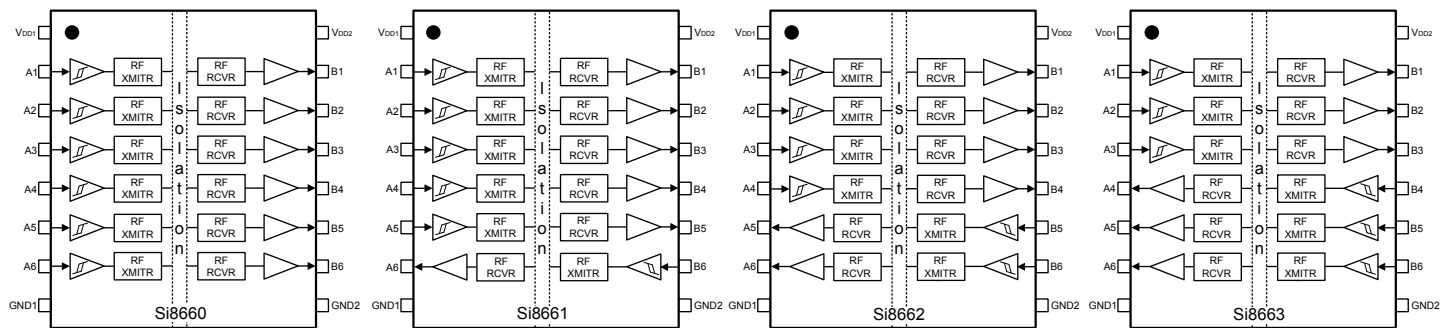 VDD1 VDD2 VDD1 VDD2 VDD1 VDD2 VDD1 VDD2
A1 RF XMITR RF RCVR B1 A1 RF XMITR RF RCVR B1 A1 RF XMITR RF RCVR B1 A1 RF XMITR RF RCVR B1
A2 RF XMITR RF RCVR B2 A2 RF XMITR RF RCVR B2 A2 RF XMITR RF RCVR B2 A2 RF XMITR RF RCVR B2
A3 RF XMITR RF RCVR B3 A3 RF XMITR RF RCVR B3 A3 RF XMITR RF RCVR B3 A3 RF XMITR RF RCVR B3
A4 RF XMITR RF RCVR B4 A4 RF XMITR RF RCVR B4 A4 RF XMITR RF RCVR B4 A4 RF RCVR RF XMITR B4
A5 RF XMITR RF RCVR B5 A5 RF XMITR RF RCVR B5 A5 RF RCVR RF XMITR B5 A5 RF RCVR RF XMITR B5
A6 RF XMITR RF RCVR B6 A6 RF RCVR RF XMITR B6 A6 RF RCVR RF XMITR B6 A6 RF RCVR RF XMITR B6
Isolation Isolation Isolation Isolation
GND1 GND2 GND1 GND2 GND1 GND2 GND1 GND2
Si8660 Si8661 Si8662 Si8663